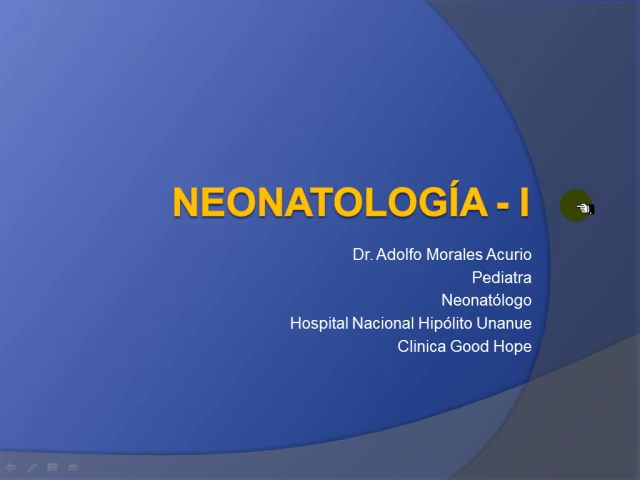 NEONATOLOGÍA - I
Dr. Adolfo Morales Acurio
Pediatra
Neonatólogo
Hospital Nacional Hipólito Unanue
Clinica Good Hope